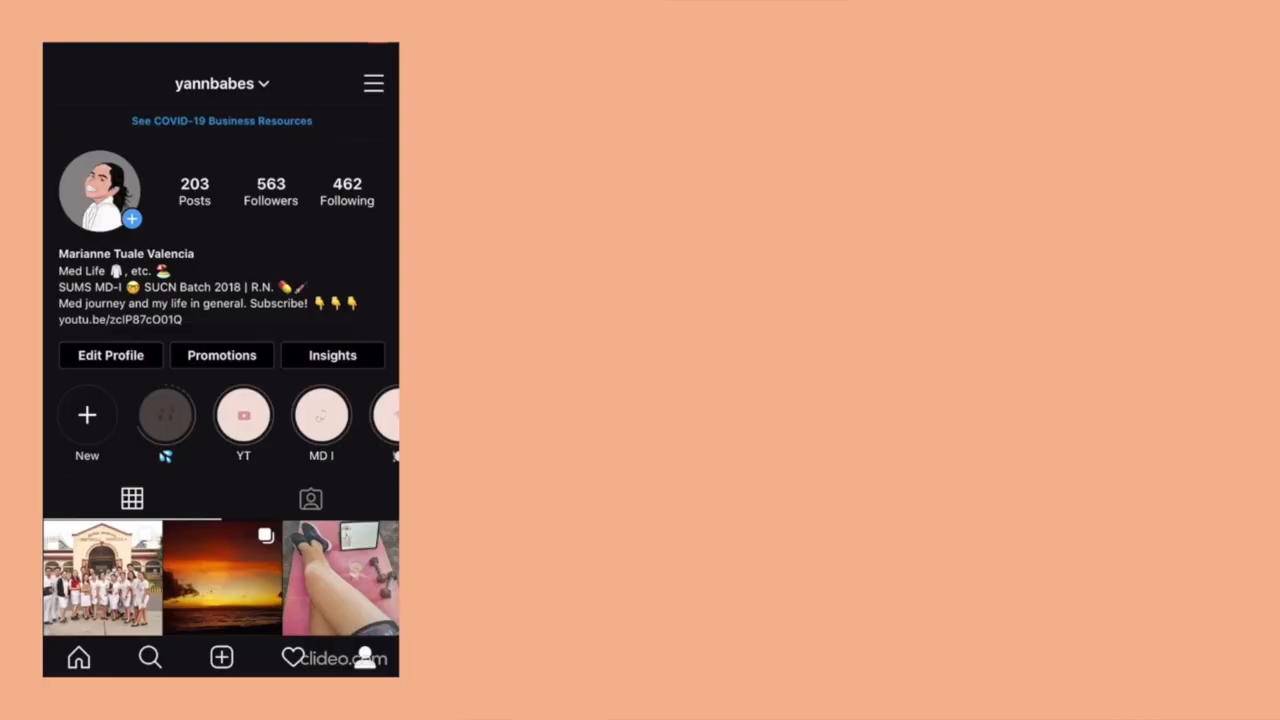 yannbabes
See COVID-19 Business Resources
203 563 462
Posts Followers Following
Marianne Tuale Valencia
Med Life 🥼, etc. 🏖️
SUMS MD-I 🤓 SUCN Batch 2018 | R.N. 💊💉
Med journey and my life in general. Subscribe! 👇👇👇
youtu.be/zcIP87cO01Q
Edit Profile Promotions Insights
New 💦 YT MD I
clideo.com